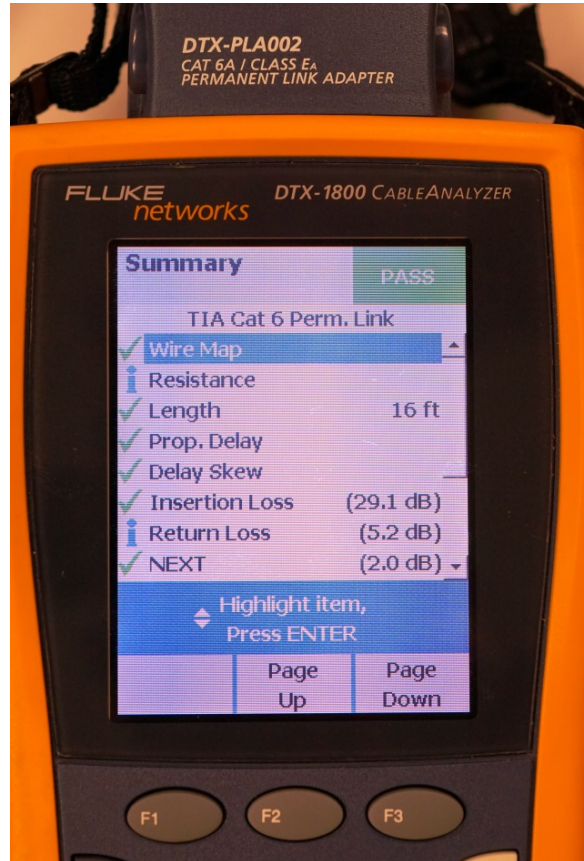 DTX-PLA002
CAT 6A / CLASS EA
PERMANENT LINK ADAPTER
FLUKE
networks
DTX-1800 CABLEANALYZER
Summary
PASS
TIA Cat 6 Perm. Link
Wire Map
Resistance
Length 16 ft
Prop. Delay
Delay Skew
Insertion Loss (29.1 dB)
Return Loss (5.2 dB)
NEXT (2.0 dB)
Highlight item,
Press ENTER
Page Up
Page Down
F1
F2
F3